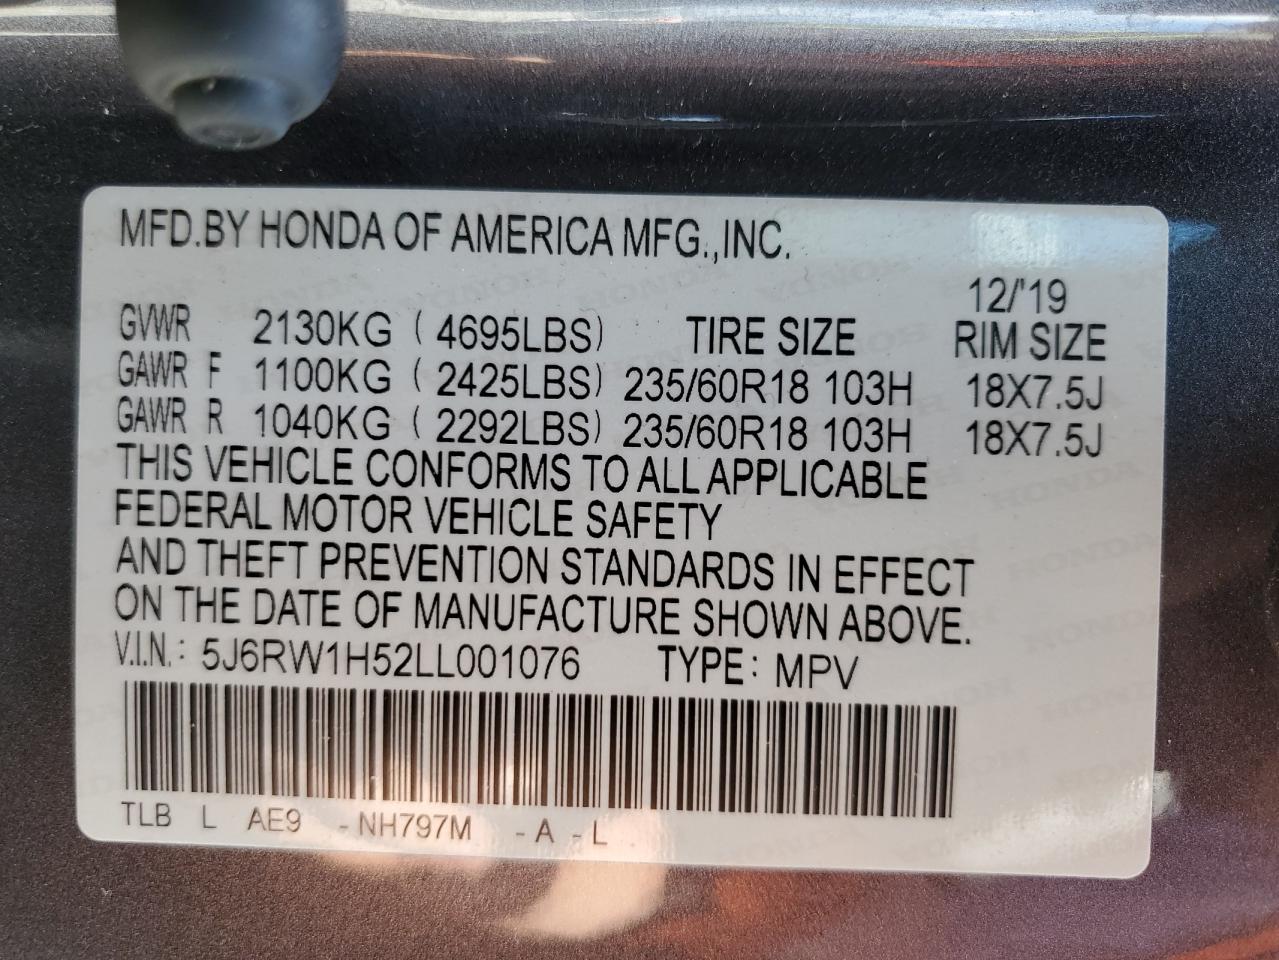 MFD.BY HONDA OF AMERICA MFG.,INC.
12/'19
GVWR 2130KG ( 4695LBS) TIRE SIZE RIM SIZE
GAWR F 1100KG ( 2425LBS) 235/60R18 103H 18X7.5J
GAWR R 1040KG ( 2292LBS) 235/60R18 103H 18X7.5J
THIS VEHICLE CONFORMS TO ALL APPLICABLE
FEDERAL MOTOR VEHICLE SAFETY
AND THEFT PREVENTION STANDARDS IN EFFECT
ON THE DATE OF MANUFACTURE SHOWN ABOVE.
V.I.N.: 5J6RW1H52LL001076 TYPE: MPV
TLB L AE9 -NH797M -A -L